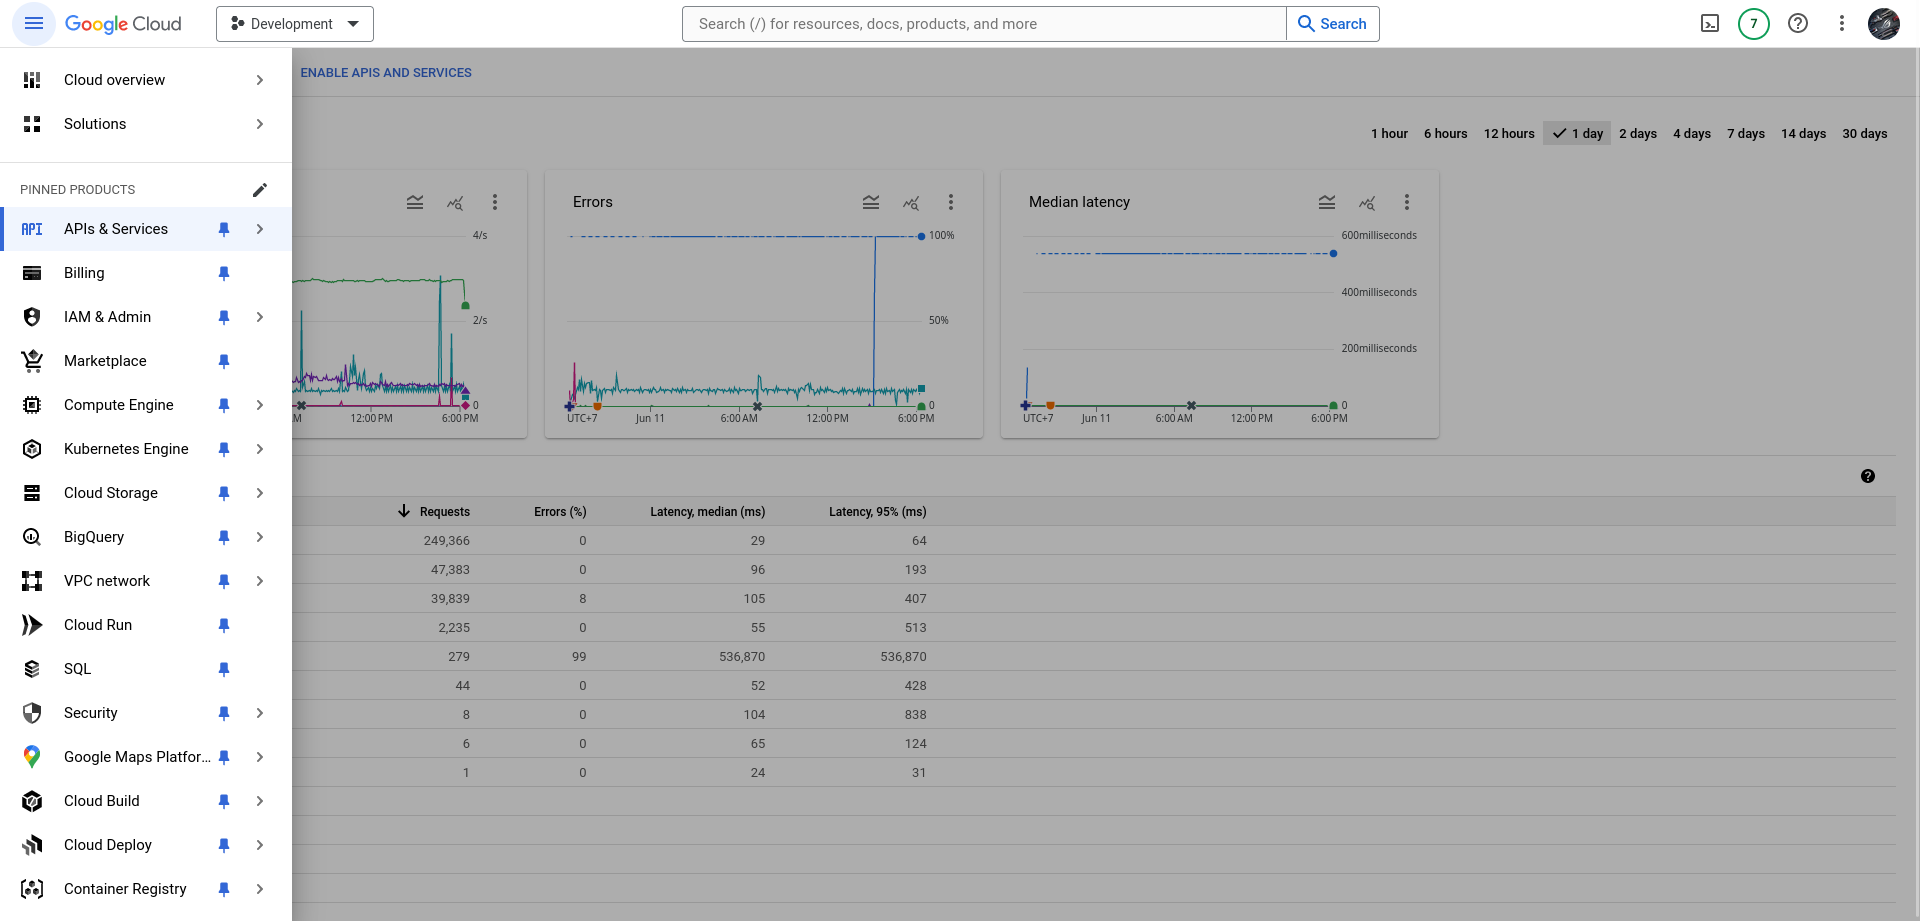 Google Cloud
Development
Search (/) for resources, docs, products, and more
Search
7
Cloud overview
Solutions
PINNED PRODUCTS
API APIs & Services
Billing
IAM & Admin
Marketplace
Compute Engine
Kubernetes Engine
Cloud Storage
BigQuery
VPC network
Cloud Run
SQL
Security
Google Maps Platfor...
Cloud Build
Cloud Deploy
Container Registry
ENABLE APIS AND SERVICES
1 hour 6 hours 12 hours 1 day 2 days 4 days 7 days 14 days 30 days
4/s
2/s
0
M 12:00 PM 6:00 PM
Errors
100%
50%
0
UTC+7 Jun 11 6:00 AM 12:00 PM 6:00 PM
Median latency
600milliseconds
400milliseconds
200milliseconds
0
UTC+7 Jun 11 6:00 AM 12:00 PM 6:00 PM
Requests Errors (%) Latency, median (ms) Latency, 95% (ms)
249,366 0 29 64
47,383 0 96 193
39,839 8 105 407
2,235 0 55 513
279 99 536,870 536,870
44 0 52 428
8 0 104 838
6 0 65 124
1 0 24 31